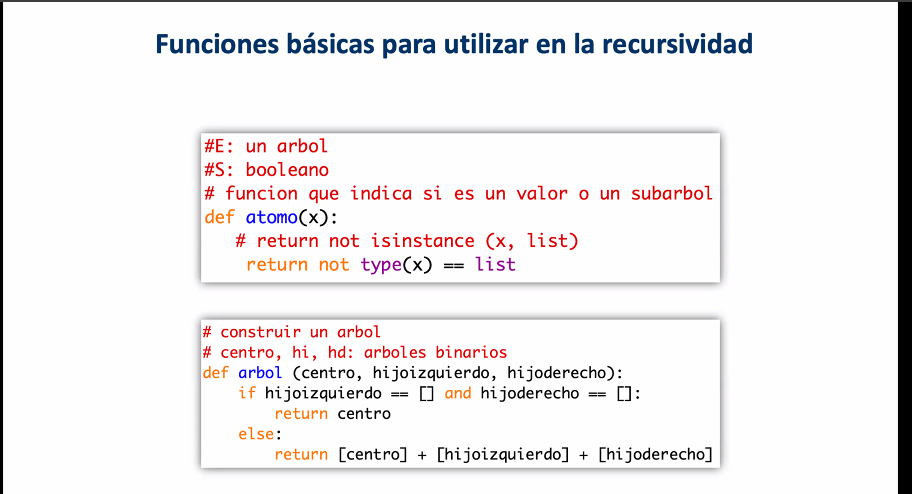 Funciones básicas para utilizar en la recursividad
#E: un arbol
#S: booleano
# funcion que indica si es un valor o un subarbol
def atomo(x):
# return not isinstance (x, list)
return not type(x) == list
# construir un arbol
# centro, hi, hd: arboles binarios
def arbol (centro, hijoizquierdo, hijoderecho):
if hijoizquierdo == [] and hijoderecho == []:
return centro
else:
return [centro] + [hijoizquierdo] + [hijoderecho]